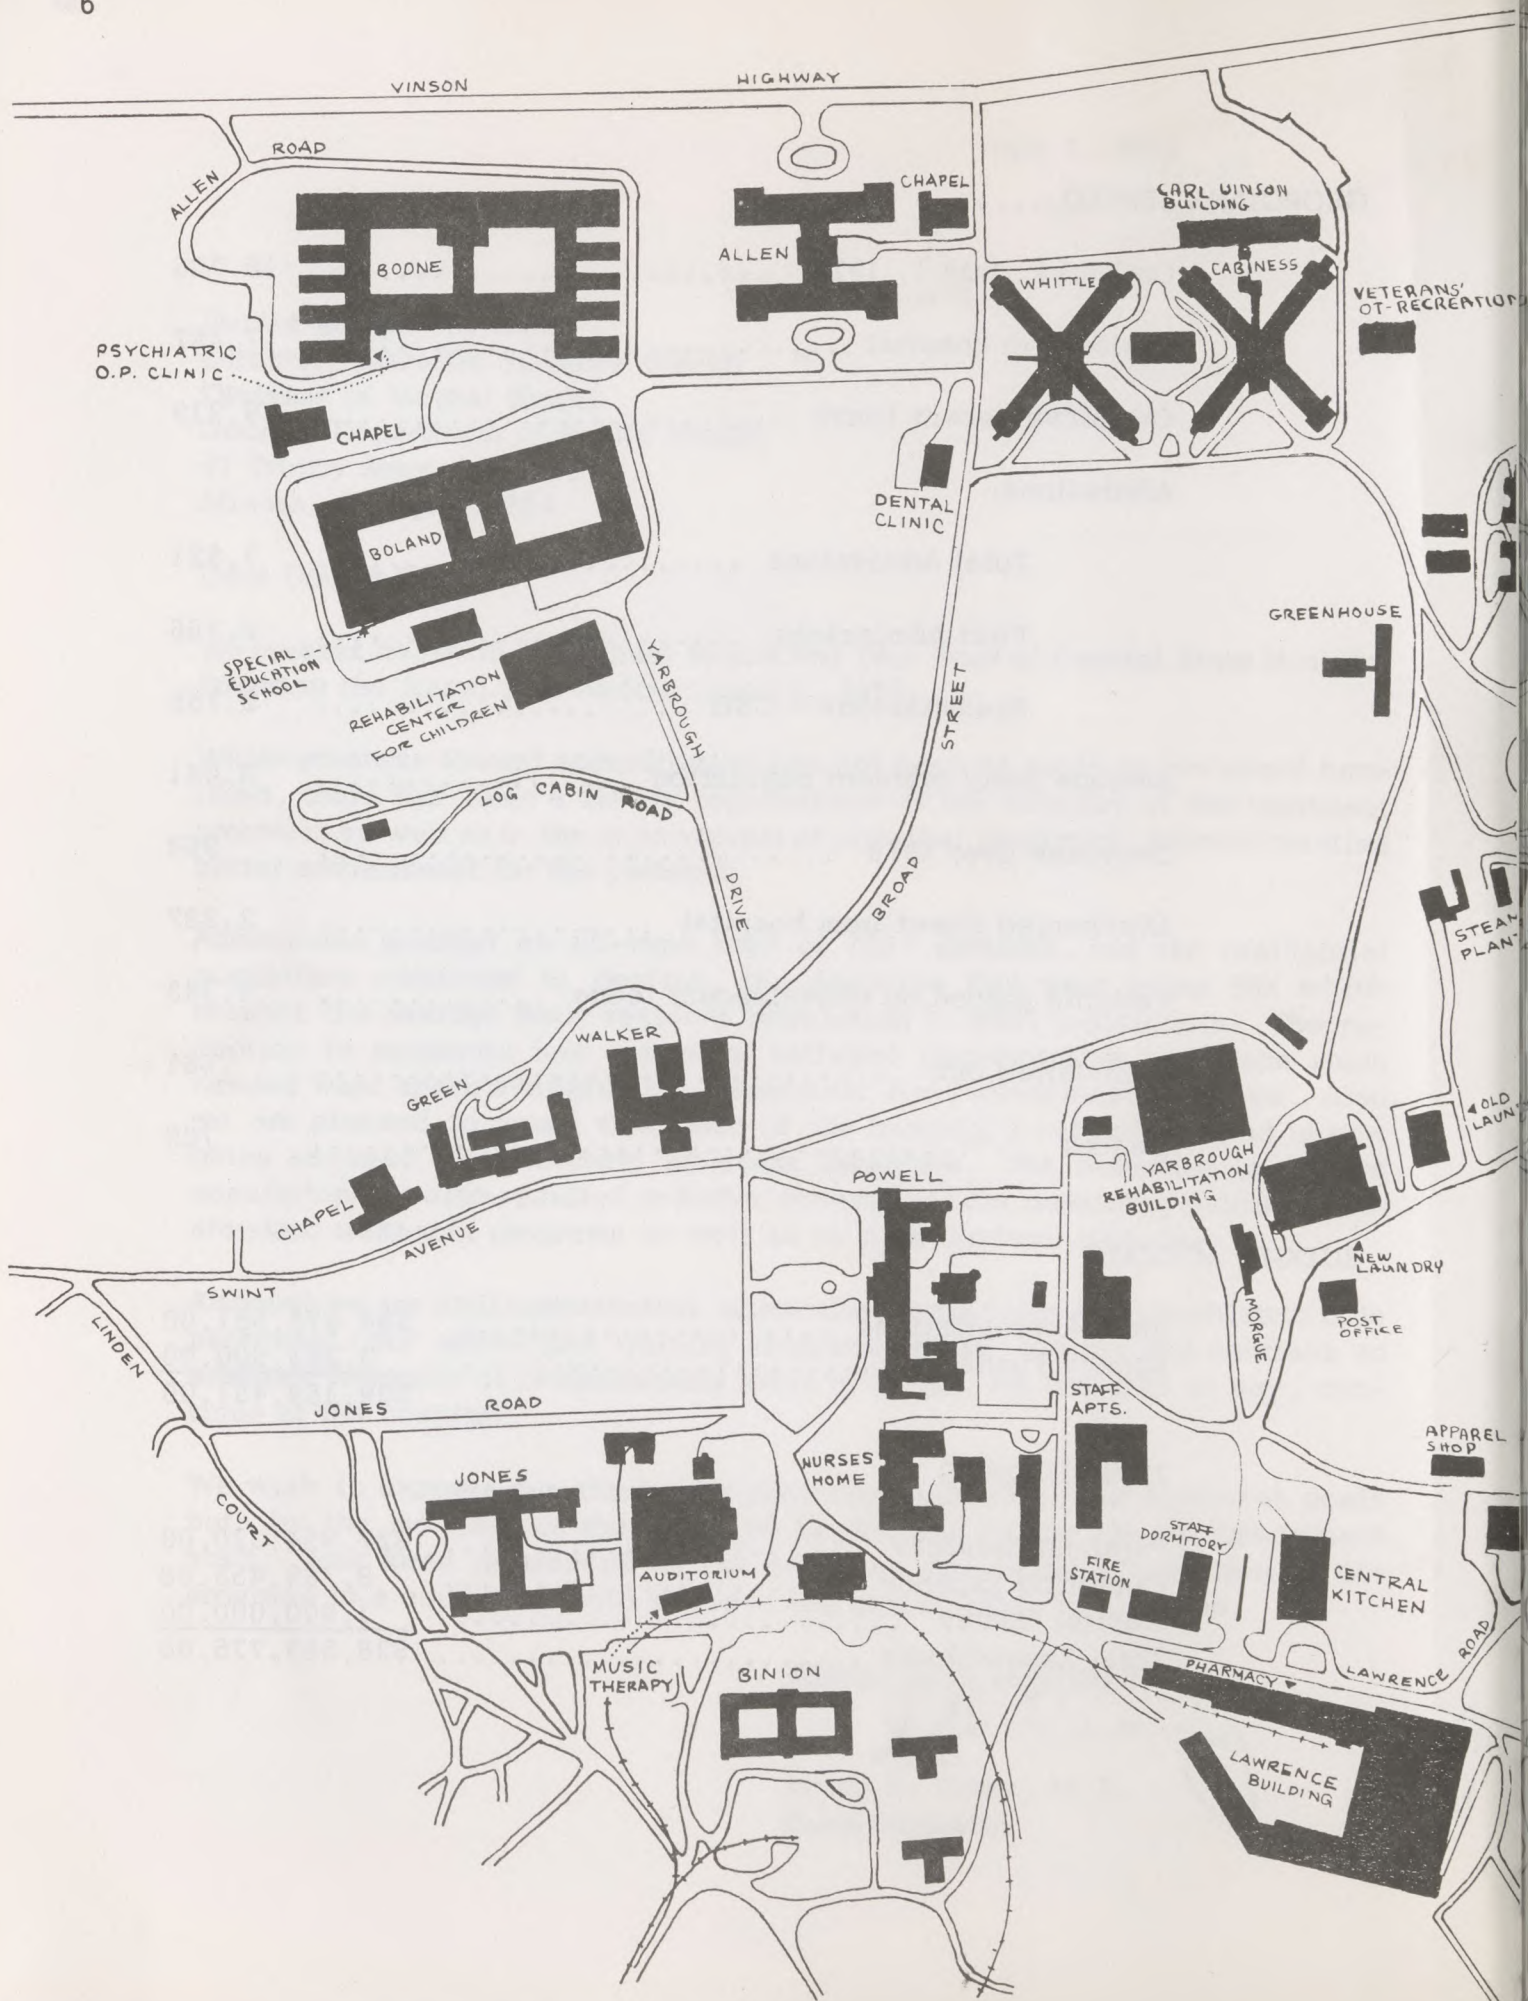 6
VINSON HIGHWAY
ALLEN ROAD
CHAPEL
CARL VINSON
BUILDING
BOONE
ALLEN
WHITTLE
CABINESS
VETERANS'
OT-RECREATION
PSYCHIATRIC
O.P. CLINIC
CHAPEL
DENTAL
CLINIC
BOLAND
GREENHOUSE
SPECIAL
EDUCATION
SCHOOL
REHABILITATION
CENTER
FOR CHILDREN
YARBROUGH DRIVE
BROAD STREET
LOG CABIN ROAD
STEAM
PLANT
WALKER
GREEN
OLD
LAUN
CHAPEL
POWELL
YARBROUGH
REHABILITATION
BUILDING
SWINT AVENUE
NEW
LAUNDRY
MORGUE
POST
OFFICE
LINDEN COURT
JONES ROAD
STAFF
APTS.
APPAREL
SHOP
JONES
NURSES
HOME
STAFF
DORMITORY
AUDITORIUM
FIRE
STATION
CENTRAL
KITCHEN
MUSIC
THERAPY
BINION
PHARMACY
LAWRENCE ROAD
LAWRENCE
BUILDING